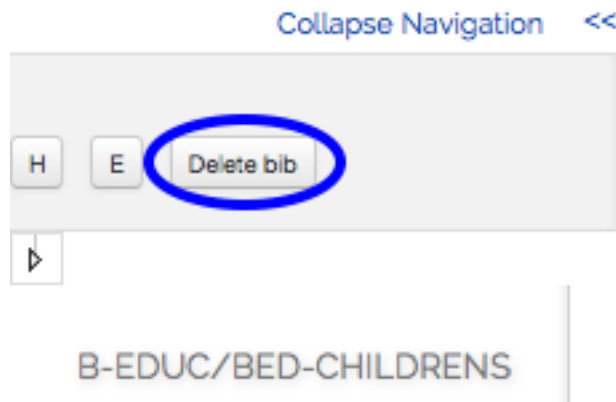 Collapse Navigation <<
H E Delete bib
B-EDUC/BED-CHILDRENS